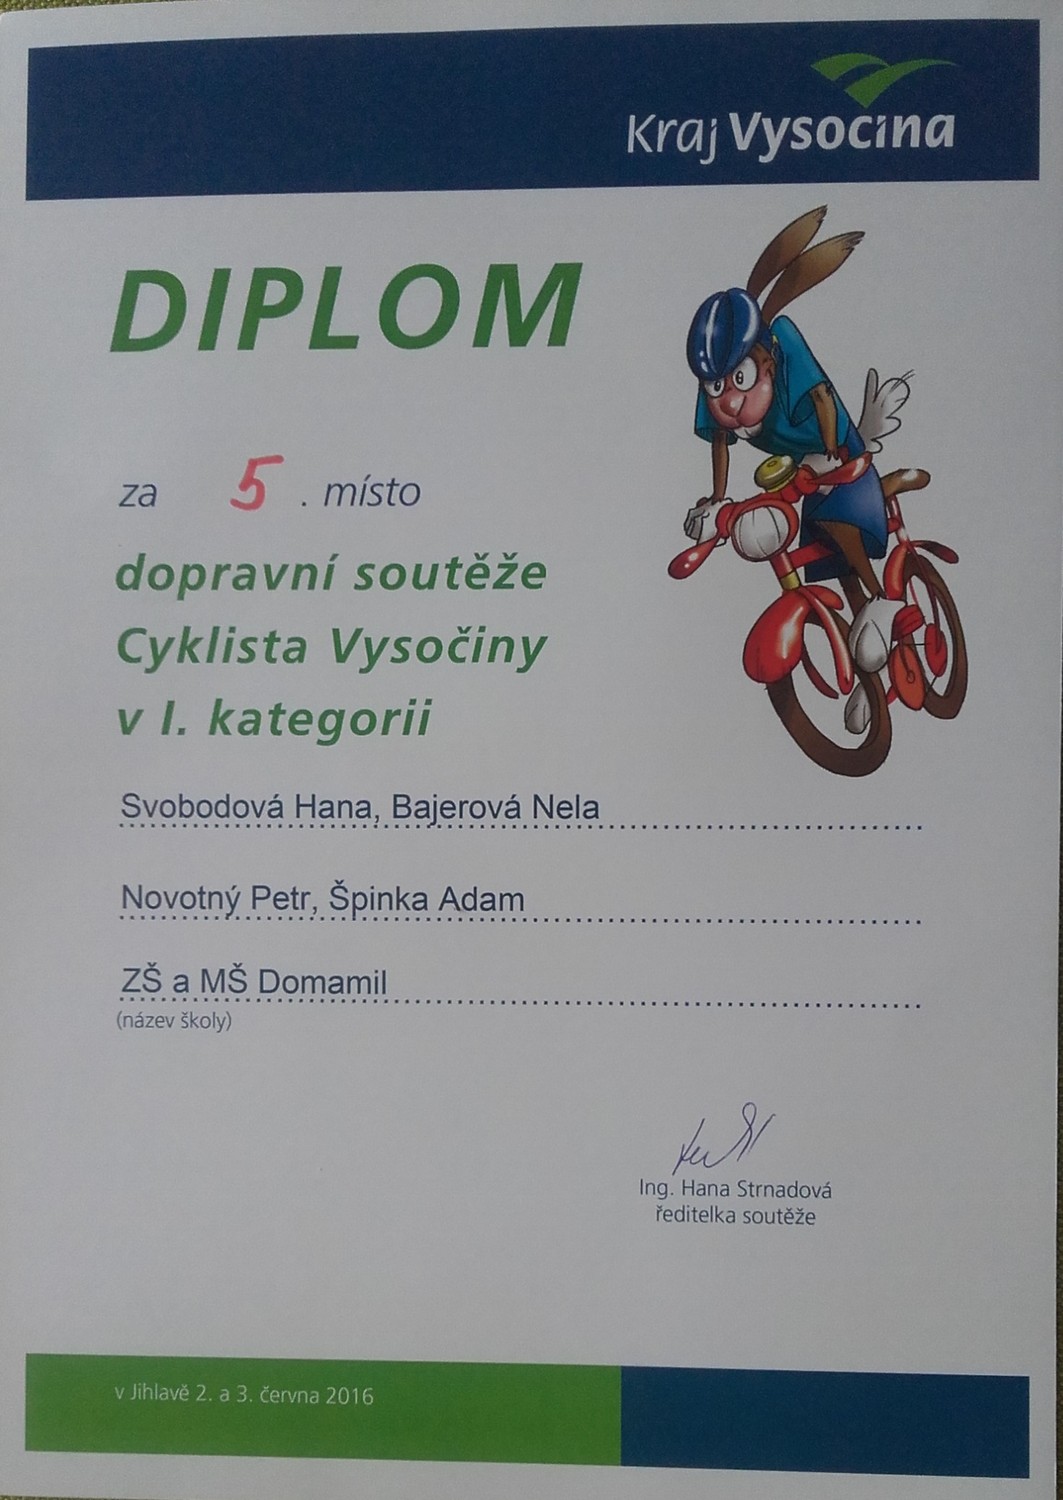 Kraj Vysočina
DIPLOM
za 5. místo
dopravní soutěže
Cyklista Vysočiny
v I. kategorii
Svobodová Hana, Bajerová Nela
Novotný Petr, Špinka Adam
ZŠ a MŠ Domamil
(název školy)
Ing. Hana Strnadová
ředitelka soutěže
v Jihlavě 2. a 3. června 2016